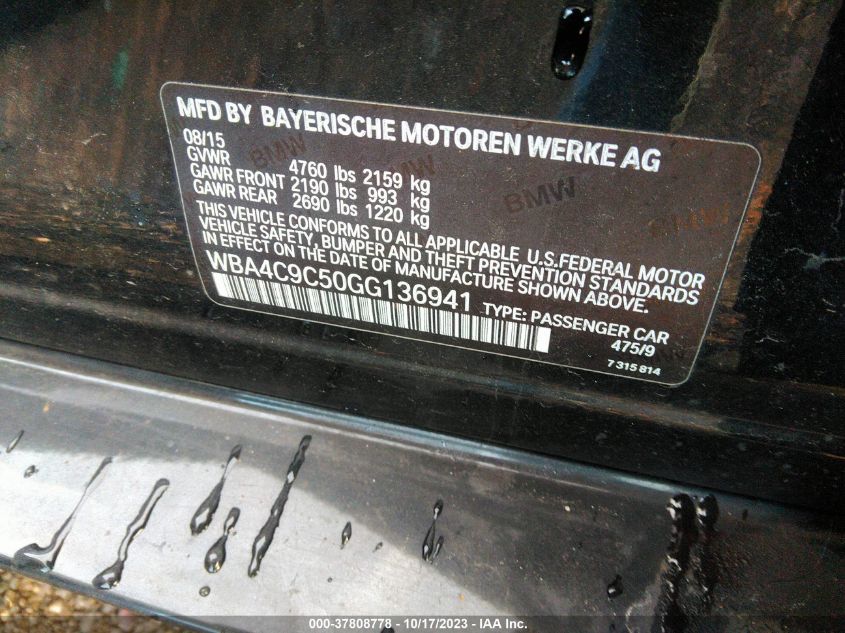 MFD BY BAYERISCHE MOTOREN WERKE AG
08/15
GVWR 4760 lbs 2159 kg
GAWR FRONT 2190 lbs 993 kg
GAWR REAR 2690 lbs 1220 kg
THIS VEHICLE CONFORMS TO ALL APPLICABLE U.S.FEDERAL MOTOR
VEHICLE SAFETY, BUMPER AND THEFT PREVENTION STANDARDS
IN EFFECT ON THE DATE OF MANUFACTURE SHOWN ABOVE.
WBA4C9C50GG136941
TYPE: PASSENGER CAR
475/9
7 315 814
BMW
BMW
BMW
000-37808778 - 10/17/2023 - IAA Inc.